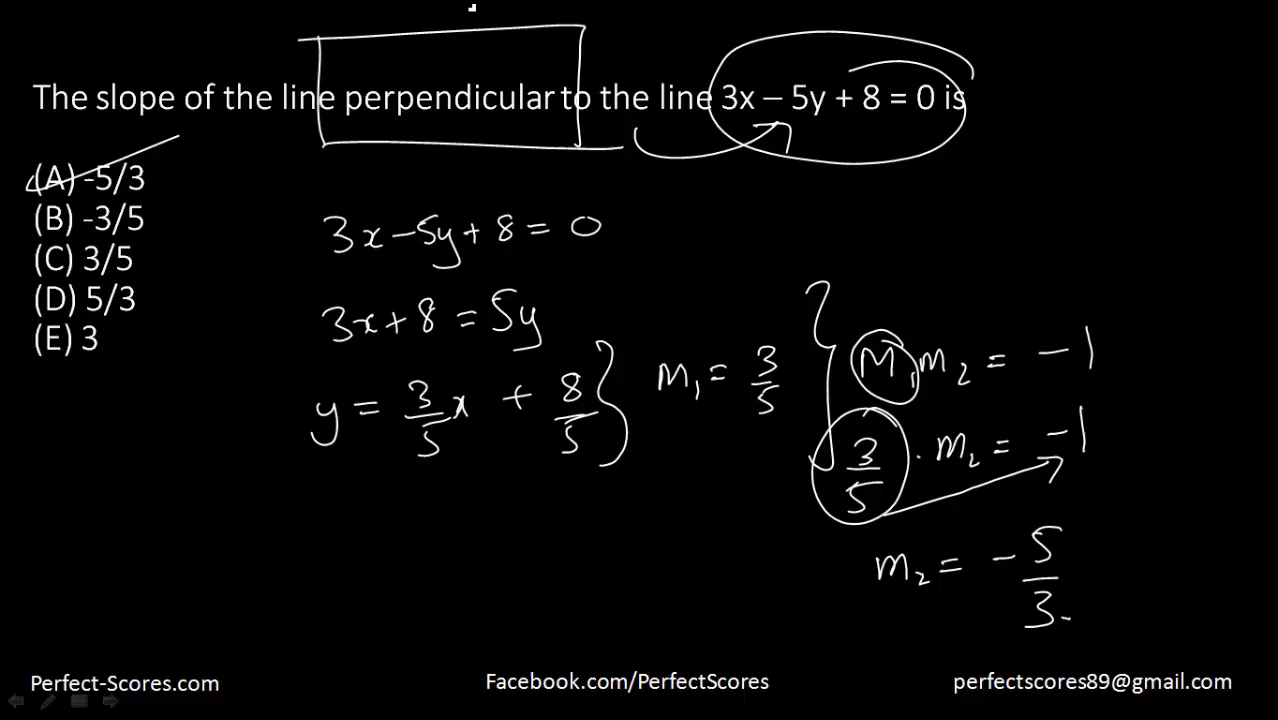 The slope of the line perpendicular to the line 3x – 5y + 8 = 0 is
(A) -5/3
(B) -3/5
(C) 3/5
(D) 5/3
(E) 3
3x - 5y + 8 = 0
3x + 8 = 5y
y = 3/5 x + 8/5
m₁ = 3/5
m₁m₂ = -1
3/5 . m₂ = -1
m₂ = -5/3.
Perfect-Scores.com
Facebook.com/PerfectScores
perfectscores89@gmail.com